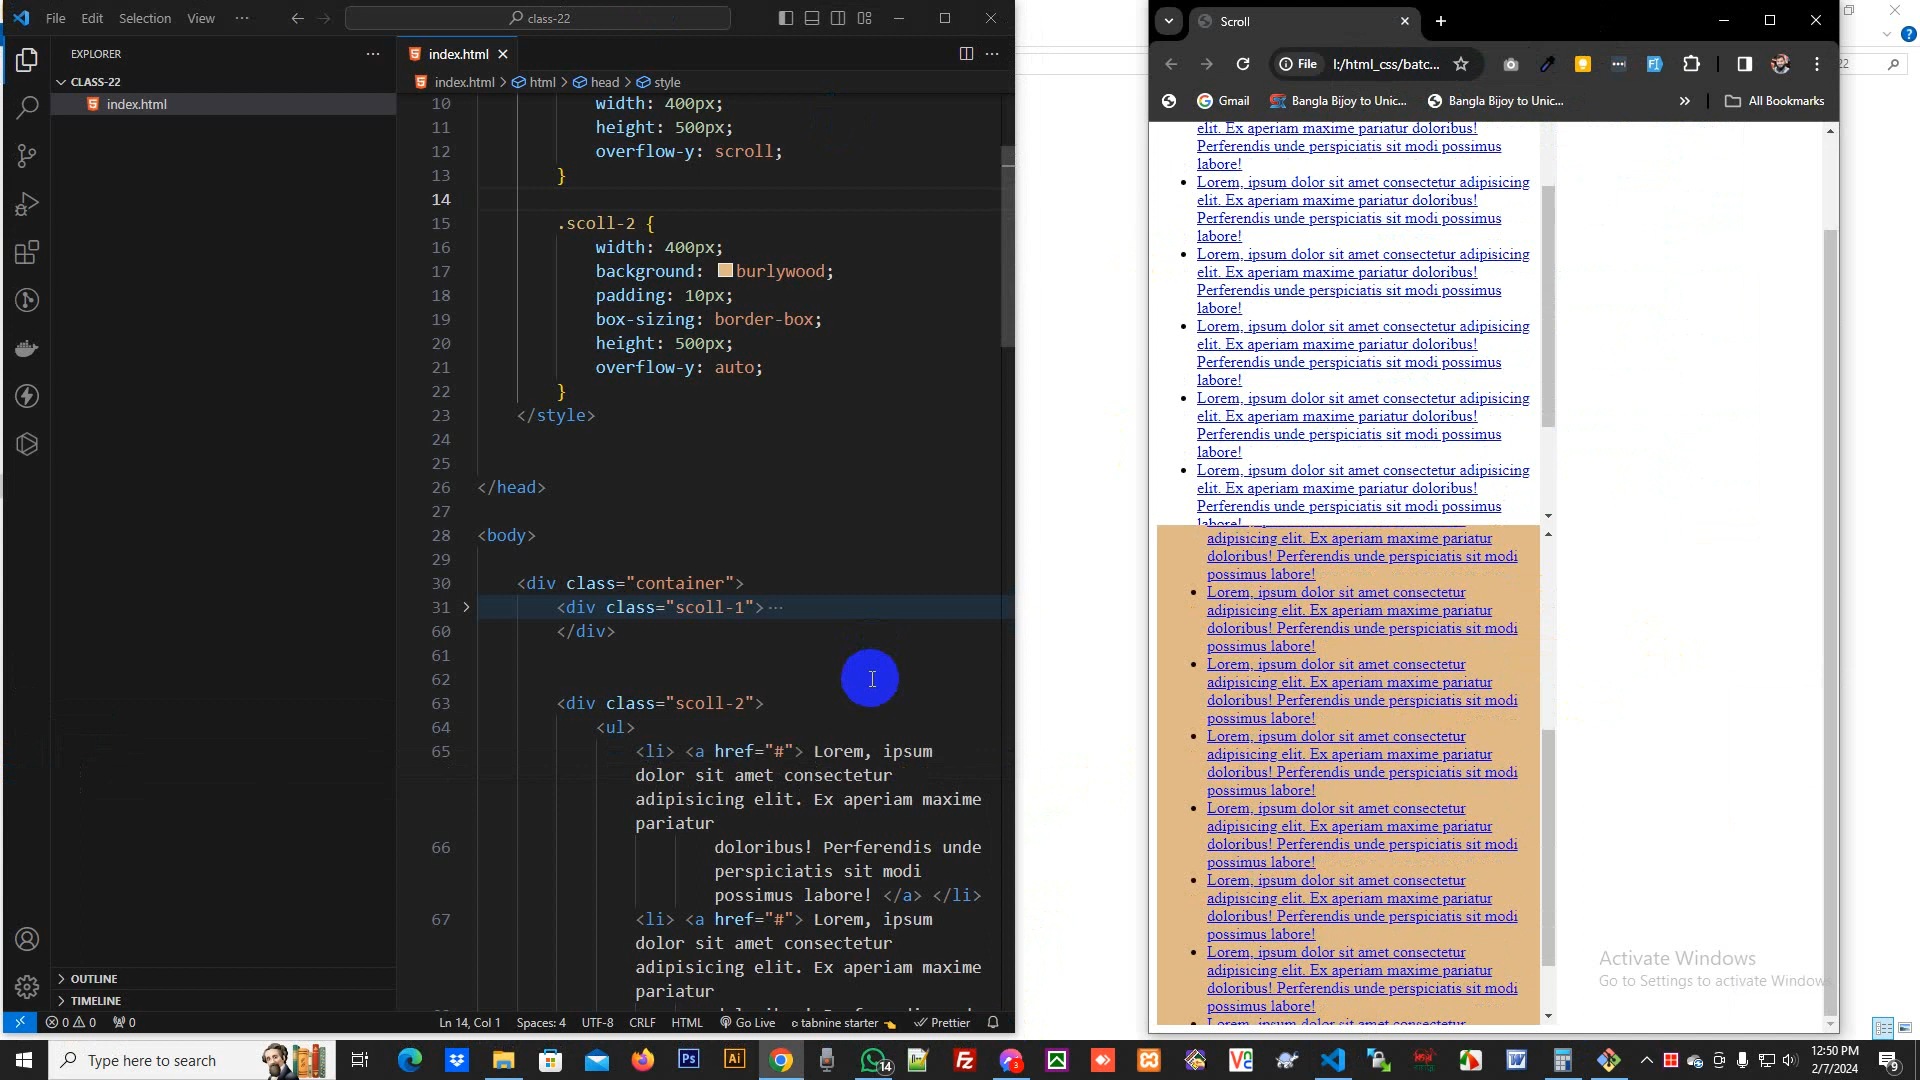 File Edit Selection View ···
class-22
EXPLORER
CLASS-22
index.html
index.html
index.html > html > head > style
10 width: 400px;
11 height: 500px;
12 overflow-y: scroll;
13 }
14
15 .scoll-2 {
16 width: 400px;
17 background: burlywood;
18 padding: 10px;
19 box-sizing: border-box;
20 height: 500px;
21 overflow-y: auto;
22 }
23 </style>
24
25
26 </head>
27
28 <body>
29
30 <div class="container">
31 <div class="scoll-1"> ···
60 </div>
61
62
63 <div class="scoll-2">
64 <ul>
65 <li> <a href="#"> Lorem, ipsum
dolor sit amet consectetur
adipisicing elit. Ex aperiam maxime
pariatur
66 doloribus! Perferendis unde
perspiciatis sit modi
possimus labore! </a> </li>
67 <li> <a href="#"> Lorem, ipsum
dolor sit amet consectetur
adipisicing elit. Ex aperiam maxime
pariatur
OUTLINE
TIMELINE
0 0 0 Ln 14, Col 1 Spaces: 4 UTF-8 CRLF HTML Go Live tabnine starter Prettier
Scroll
File I:/html_css/batc...
Gmail Bangla Bijoy to Unic... Bangla Bijoy to Unic... » All Bookmarks
elit. Ex aperiam maxime pariatur doloribus!
Perferendis unde perspiciatis sit modi possimus
labore!
Lorem, ipsum dolor sit amet consectetur adipisicing
elit. Ex aperiam maxime pariatur doloribus!
Perferendis unde perspiciatis sit modi possimus
labore!
Lorem, ipsum dolor sit amet consectetur adipisicing
elit. Ex aperiam maxime pariatur doloribus!
Perferendis unde perspiciatis sit modi possimus
labore!
Lorem, ipsum dolor sit amet consectetur adipisicing
elit. Ex aperiam maxime pariatur doloribus!
Perferendis unde perspiciatis sit modi possimus
labore!
Lorem, ipsum dolor sit amet consectetur adipisicing
elit. Ex aperiam maxime pariatur doloribus!
Perferendis unde perspiciatis sit modi possimus
labore!
Lorem, ipsum dolor sit amet consectetur adipisicing
elit. Ex aperiam maxime pariatur doloribus!
Perferendis unde perspiciatis sit modi possimus
labore!
adipisicing elit. Ex aperiam maxime pariatur
doloribus! Perferendis unde perspiciatis sit modi
possimus labore!
Lorem, ipsum dolor sit amet consectetur
adipisicing elit. Ex aperiam maxime pariatur
doloribus! Perferendis unde perspiciatis sit modi
possimus labore!
Lorem, ipsum dolor sit amet consectetur
adipisicing elit. Ex aperiam maxime pariatur
doloribus! Perferendis unde perspiciatis sit modi
possimus labore!
Lorem, ipsum dolor sit amet consectetur
adipisicing elit. Ex aperiam maxime pariatur
doloribus! Perferendis unde perspiciatis sit modi
possimus labore!
Lorem, ipsum dolor sit amet consectetur
adipisicing elit. Ex aperiam maxime pariatur
doloribus! Perferendis unde perspiciatis sit modi
possimus labore!
Lorem, ipsum dolor sit amet consectetur
adipisicing elit. Ex aperiam maxime pariatur
doloribus! Perferendis unde perspiciatis sit modi
possimus labore!
Lorem, ipsum dolor sit amet consectetur
adipisicing elit. Ex aperiam maxime pariatur
doloribus! Perferendis unde perspiciatis sit modi
possimus labore!
Lorem, ipsum dolor sit amet consectetur
Activate Windows
Go to Settings to activate Windows
Type here to search
Ps Ai 14 3
12:50 PM
2/7/2024
9